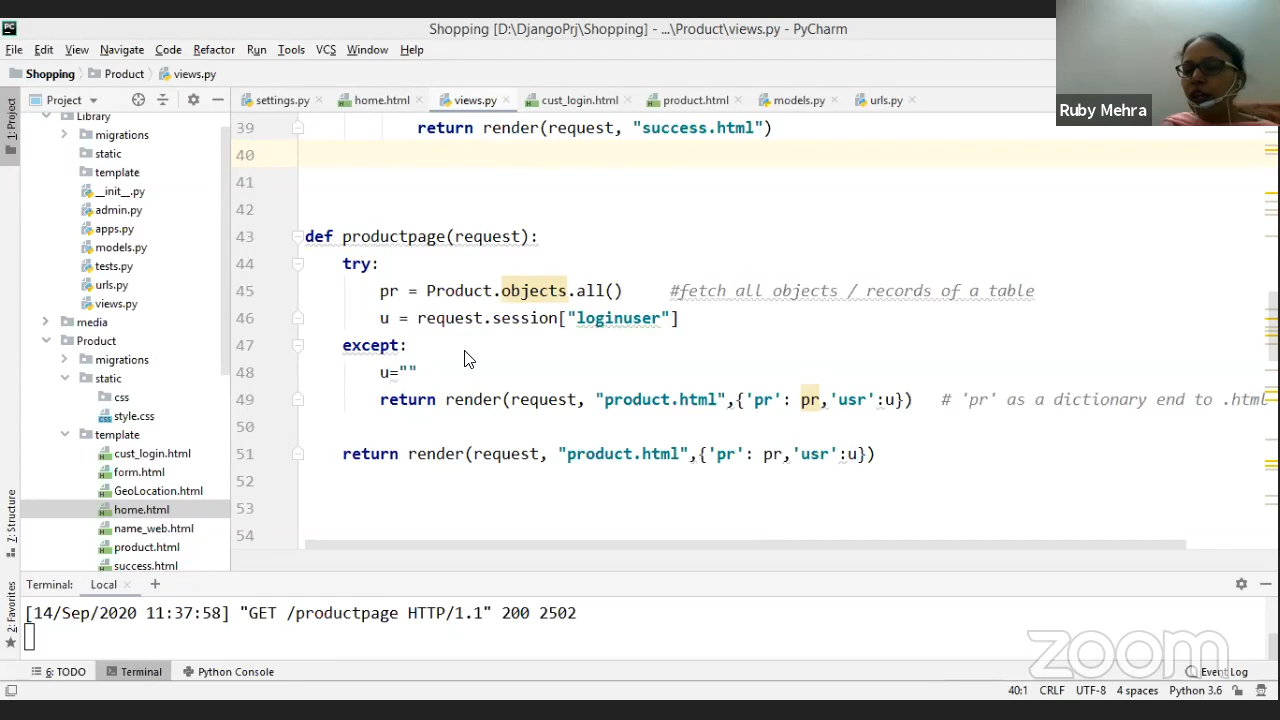 Shopping [D:\DjangoPrj\Shopping] - ...\Product\views.py - PyCharm
File Edit View Navigate Code Refactor Run Tools VCS Window Help
Ruby Mehra
Shopping Product views.py
1: Project
Project
settings.py home.html views.py cust_login.html product.html models.py urls.py
Library
migrations
static
template
__init__.py
admin.py
apps.py
models.py
tests.py
urls.py
views.py
media
Product
migrations
static
css
style.css
template
cust_login.html
form.html
GeoLocation.html
home.html
name_web.html
product.html
success.html
39 return render(request, "success.html")
40
41
42
43 def productpage(request):
44 try:
45 pr = Product.objects.all() #fetch all objects / records of a table
46 u = request.session["loginuser"]
47 except:
48 u=""
49 return render(request, "product.html",{'pr': pr,'usr':u}) # 'pr' as a dictionary end to .html
50
51 return render(request, "product.html",{'pr': pr,'usr':u})
52
53
54
7: Structure
2: Favorites
Terminal: Local
[14/Sep/2020 11:37:58] "GET /productpage HTTP/1.1" 200 2502
zoom
6: TODO Terminal Python Console Event Log
40:1 CRLF UTF-8 4 spaces Python 3.6